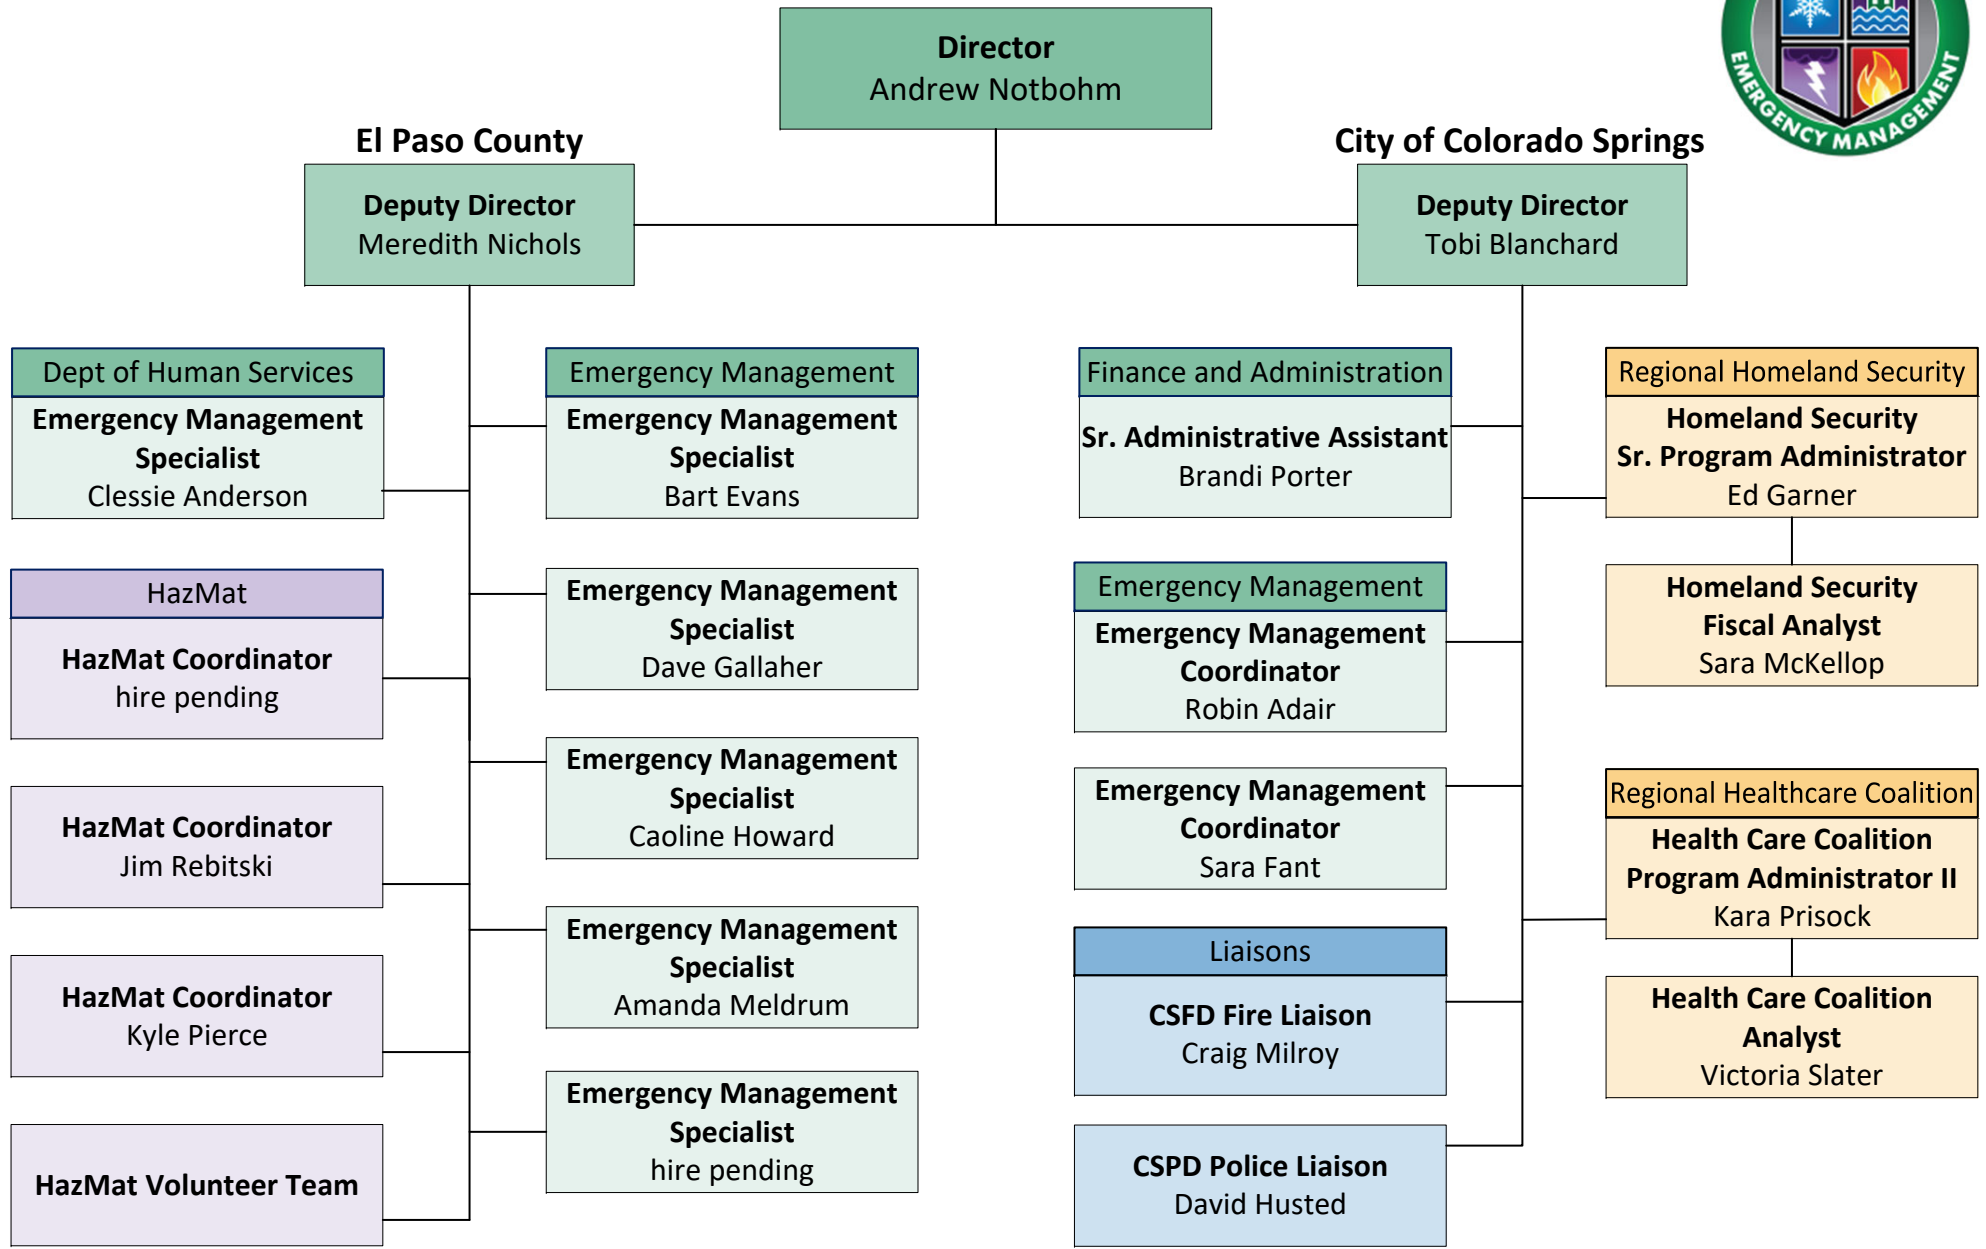 Director
Andrew Notbohm
EMERGENCY MANAGEMENT
El Paso County
Deputy Director
Meredith Nichols
City of Colorado Springs
Deputy Director
Tobi Blanchard
Dept of Human Services
Emergency Management
Specialist
Clessie Anderson
HazMat
HazMat Coordinator
hire pending
HazMat Coordinator
Jim Rebitski
HazMat Coordinator
Kyle Pierce
HazMat Volunteer Team
Emergency Management
Emergency Management
Specialist
Bart Evans
Emergency Management
Specialist
Dave Gallaher
Emergency Management
Specialist
Caoline Howard
Emergency Management
Specialist
Amanda Meldrum
Emergency Management
Specialist
hire pending
Finance and Administration
Sr. Administrative Assistant
Brandi Porter
Emergency Management
Emergency Management
Coordinator
Robin Adair
Emergency Management
Coordinator
Sara Fant
Liaisons
CSFD Fire Liaison
Craig Milroy
CSPD Police Liaison
David Husted
Regional Homeland Security
Homeland Security
Sr. Program Administrator
Ed Garner
Homeland Security
Fiscal Analyst
Sara McKellop
Regional Healthcare Coalition
Health Care Coalition
Program Administrator II
Kara Prisock
Health Care Coalition
Analyst
Victoria Slater